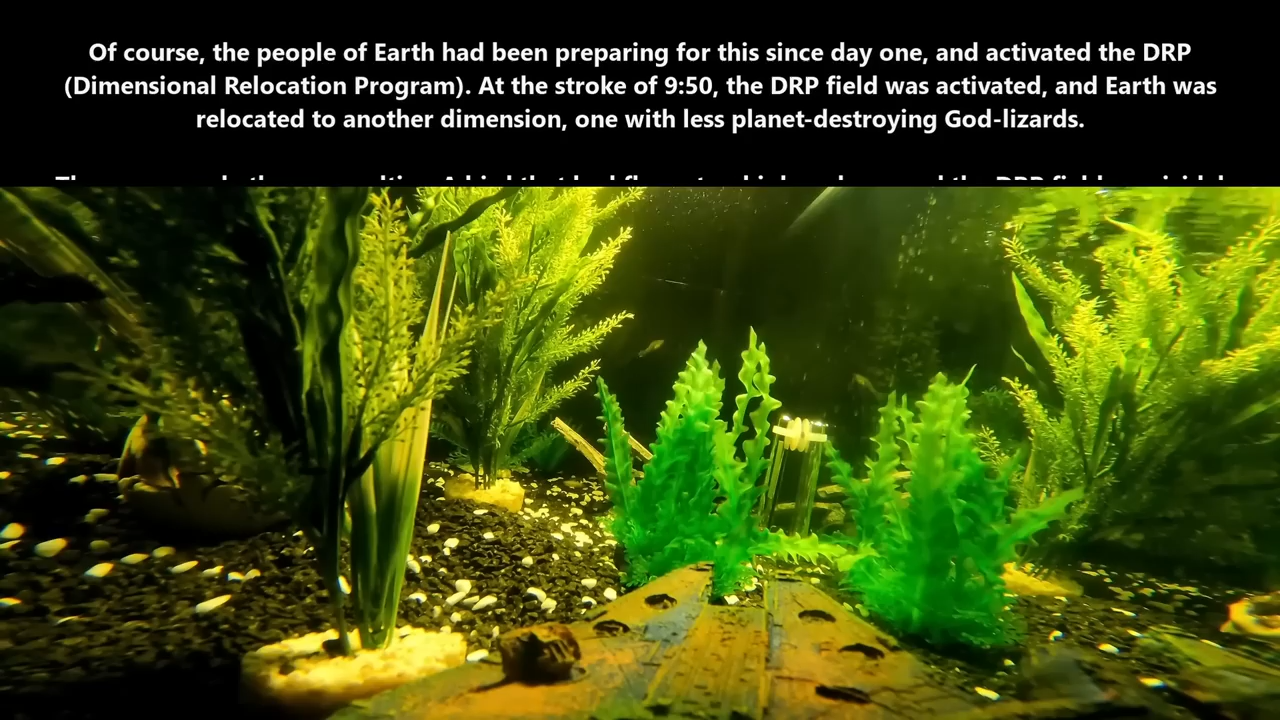 Of course, the people of Earth had been preparing for this since day one, and activated the DRP
(Dimensional Relocation Program). At the stroke of 9:50, the DRP field was activated, and Earth was
relocated to another dimension, one with less planet-destroying God-lizards.